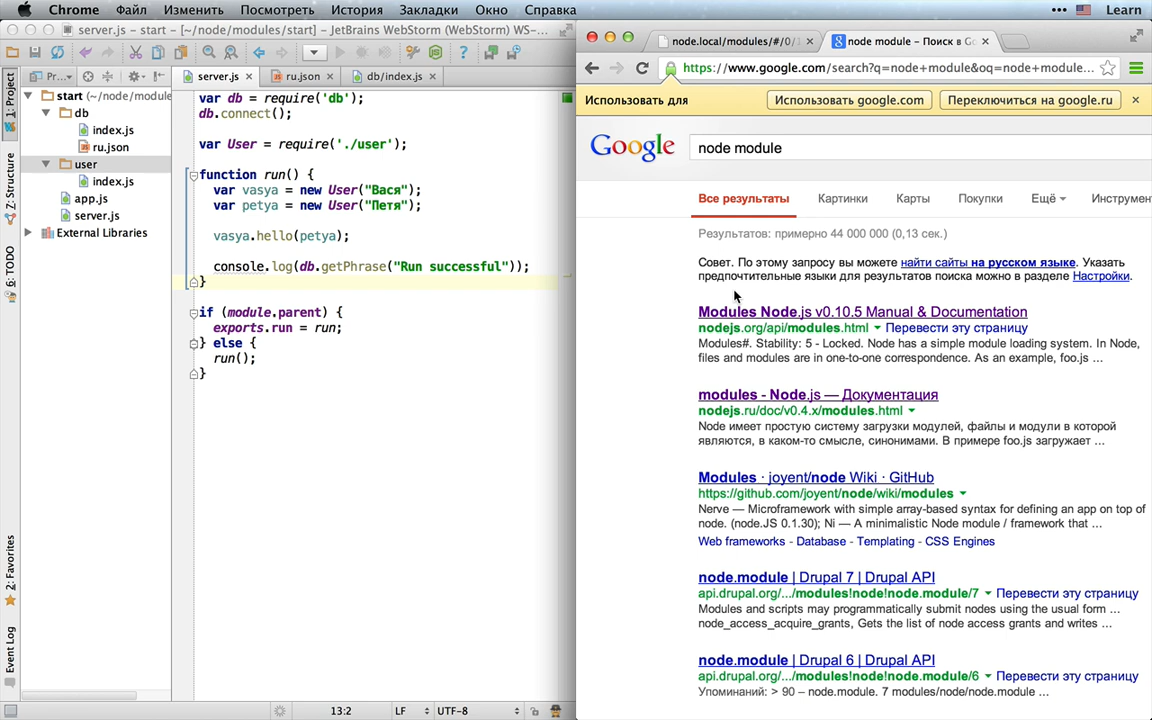 Chrome Файл Изменить Посмотреть История Закладки Окно Справка Learn
server.js – start – [~/node/modules/start] – JetBrains WebStorm (WebStorm) WS-...
Pr...
server.js
ru.json
db/index.js
1: Project
Z: Structure
6: TODO
2: Favorites
Event Log
start (~/node/module
db
index.js
ru.json
user
index.js
app.js
server.js
External Libraries
var db = require('db');
db.connect();
var User = require('./user');
function run() {
var vasya = new User("Вася");
var petya = new User("Петя");
vasya.hello(petya);
console.log(db.getPhrase("Run successful"));
}
if (module.parent) {
exports.run = run;
} else {
run();
}
13:2 LF UTF-8
node.local/modules/#/0/1
node module – Поиск в Go
https://www.google.com/search?q=node+module&oq=node+module...
Использовать для
Использовать google.com
Переключиться на google.ru
Google
node module
Все результаты Картинки Карты Покупки Ещё Инструмен
Результатов: примерно 44 000 000 (0,13 сек.)
Совет. По этому запросу вы можете найти сайты на русском языке. Указать
предпочтительные языки для результатов поиска можно в разделе Настройки.
Modules Node.js v0.10.5 Manual & Documentation
nodejs.org/api/modules.html Перевести эту страницу
Modules#. Stability: 5 - Locked. Node has a simple module loading system. In Node,
files and modules are in one-to-one correspondence. As an example, foo.js ...
modules - Node.js — Документация
nodejs.ru/doc/v0.4.x/modules.html
Node имеет простую систему загрузки модулей, файлы и модули в которой
являются, в каком-то смысле, синонимами. В примере foo.js загружает ...
Modules · joyent/node Wiki · GitHub
https://github.com/joyent/node/wiki/modules
Nerve — Microframework with simple array-based syntax for defining an app on top of
node. (node.JS 0.1.30); Ni — A minimalistic Node module / framework that ...
Web frameworks - Database - Templating - CSS Engines
node.module | Drupal 7 | Drupal API
api.drupal.org/.../modules!node!node.module/7 Перевести эту страницу
Modules and scripts may programmatically submit nodes using the usual form ...
node_access_acquire_grants, Gets the list of node access grants and writes ...
node.module | Drupal 6 | Drupal API
api.drupal.org/.../modules!node!node.module/6 Перевести эту страницу
Упоминаний: > 90 – node.module. 7 modules/node/node.module ...